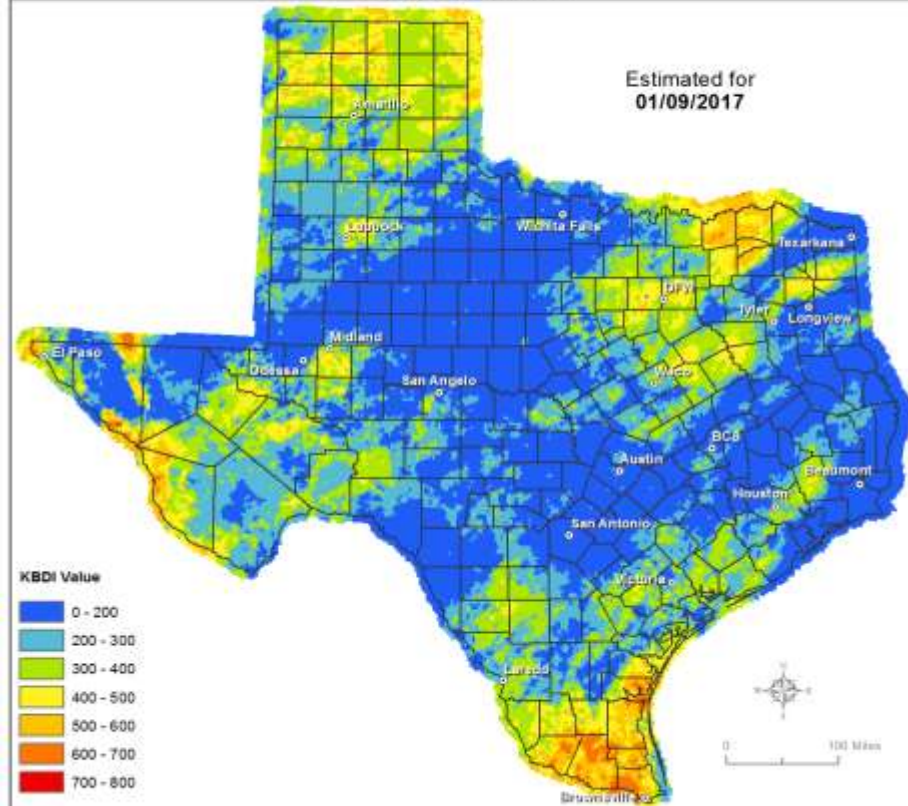 Estimated for
01/09/2017
Amarillo
Lubbock
Wichita Falls
Texarkana
DFW
Tyler
Longview
El Paso
Midland
Odessa
San Angelo
Waco
BCS
Austin
Beaumont
Houston
San Antonio
Victoria
Laredo
Brownsville
KBDI Value
0 - 200
200 - 300
300 - 400
400 - 500
500 - 600
600 - 700
700 - 800
0 100 Miles